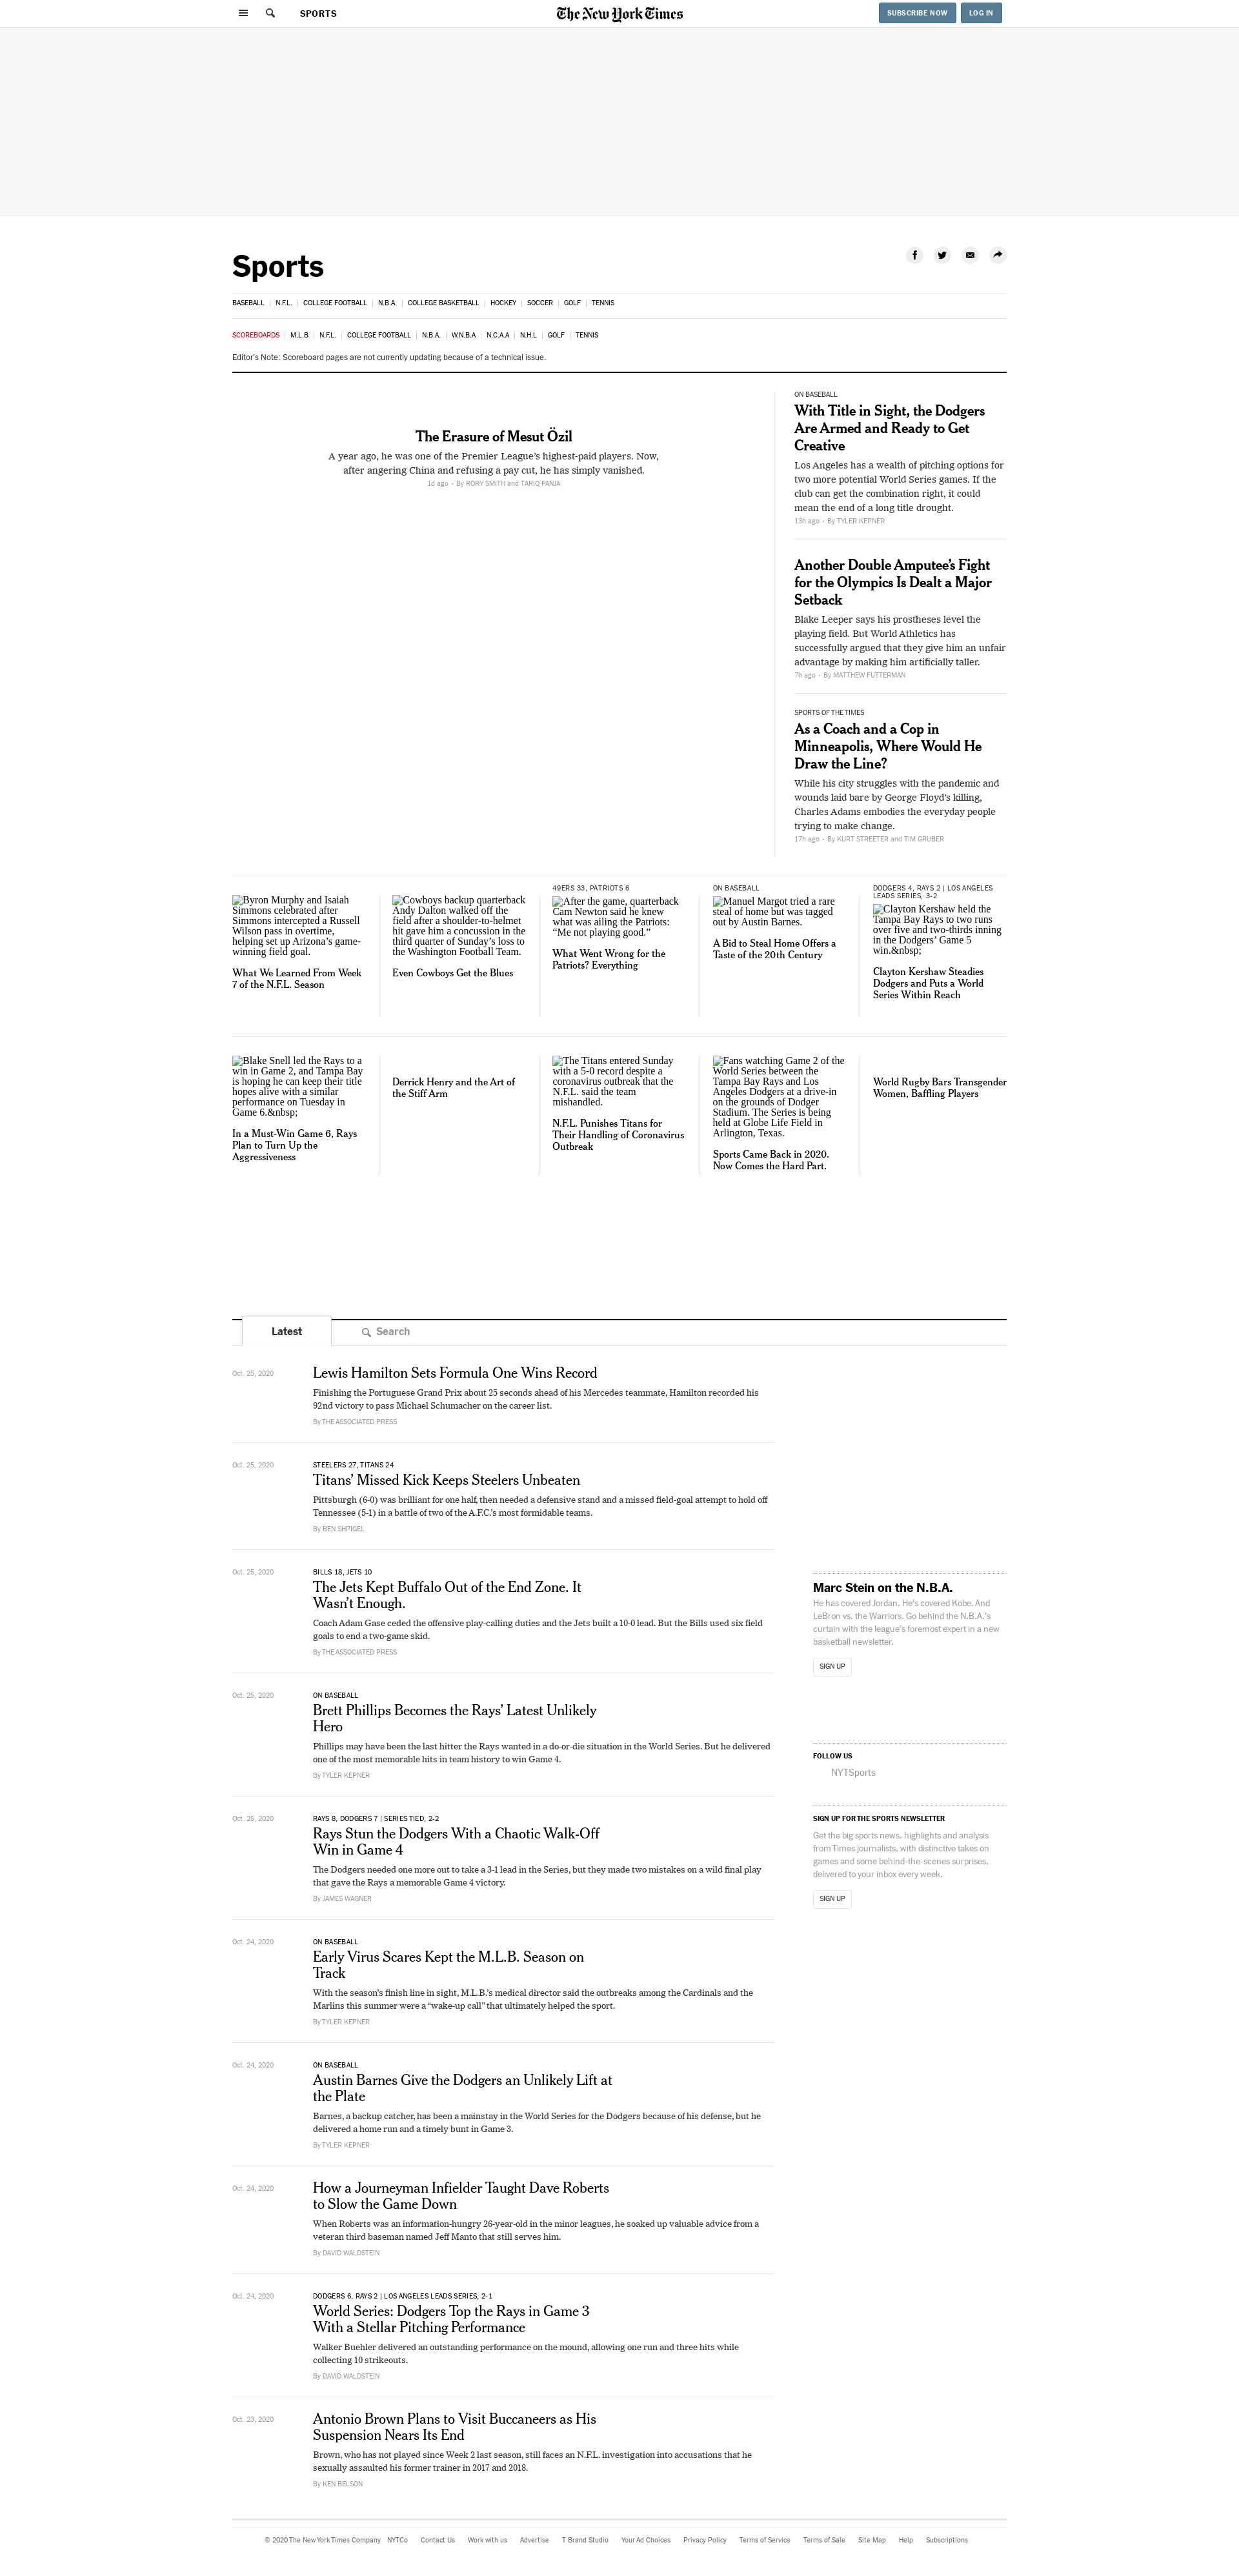 SPORTS
The New York Times
SUBSCRIBE NOW
LOG IN
Sports
BASEBALL | N.F.L. | COLLEGE FOOTBALL | N.B.A. | COLLEGE BASKETBALL | HOCKEY | SOCCER | GOLF | TENNIS
SCOREBOARDS | M.L.B | N.F.L. | COLLEGE FOOTBALL | N.B.A. | W.N.B.A | N.C.A.A | N.H.L | GOLF | TENNIS
Editor's Note: Scoreboard pages are not currently updating because of a technical issue.
The Erasure of Mesut Özil
A year ago, he was one of the Premier League’s highest-paid players. Now,
after angering China and refusing a pay cut, he has simply vanished.
1d ago · By RORY SMITH and TARIQ PANJA
ON BASEBALL
With Title in Sight, the Dodgers
Are Armed and Ready to Get
Creative
Los Angeles has a wealth of pitching options for
two more potential World Series games. If the
club can get the combination right, it could
mean the end of a long title drought.
13h ago · By TYLER KEPNER
Another Double Amputee’s Fight
for the Olympics Is Dealt a Major
Setback
Blake Leeper says his prostheses level the
playing field. But World Athletics has
successfully argued that they give him an unfair
advantage by making him artificially taller.
7h ago · By MATTHEW FUTTERMAN
SPORTS OF THE TIMES
As a Coach and a Cop in
Minneapolis, Where Would He
Draw the Line?
While his city struggles with the pandemic and
wounds laid bare by George Floyd’s killing,
Charles Adams embodies the everyday people
trying to make change.
17h ago · By KURT STREETER and TIM GRUBER
Byron Murphy and Isaiah
Simmons celebrated after
Simmons intercepted a Russell
Wilson pass in overtime,
helping set up Arizona’s game-
winning field goal.
What We Learned From Week
7 of the N.F.L. Season
Cowboys backup quarterback
Andy Dalton walked off the
field after a shoulder-to-helmet
hit gave him a concussion in the
third quarter of Sunday’s loss to
the Washington Football Team.
Even Cowboys Get the Blues
49ERS 33, PATRIOTS 6
After the game, quarterback
Cam Newton said he knew
what was ailing the Patriots:
“Me not playing good.”
What Went Wrong for the
Patriots? Everything
ON BASEBALL
Manuel Margot tried a rare
steal of home but was tagged
out by Austin Barnes.
A Bid to Steal Home Offers a
Taste of the 20th Century
DODGERS 4, RAYS 2 | LOS ANGELES
LEADS SERIES, 3-2
Clayton Kershaw held the
Tampa Bay Rays to two runs
over five and two-thirds inning
in the Dodgers’ Game 5
win.&nbsp;
Clayton Kershaw Steadies
Dodgers and Puts a World
Series Within Reach
Blake Snell led the Rays to a
win in Game 2, and Tampa Bay
is hoping he can keep their title
hopes alive with a similar
performance on Tuesday in
Game 6.&nbsp;
In a Must-Win Game 6, Rays
Plan to Turn Up the
Aggressiveness
Derrick Henry and the Art of
the Stiff Arm
The Titans entered Sunday
with a 5-0 record despite a
coronavirus outbreak that the
N.F.L. said the team
mishandled.
N.F.L. Punishes Titans for
Their Handling of Coronavirus
Outbreak
Fans watching Game 2 of the
World Series between the
Tampa Bay Rays and Los
Angeles Dodgers at a drive-in
on the grounds of Dodger
Stadium. The Series is being
held at Globe Life Field in
Arlington, Texas.
Sports Came Back in 2020.
Now Comes the Hard Part.
World Rugby Bars Transgender
Women, Baffling Players
Latest
Search
Oct. 25, 2020
Lewis Hamilton Sets Formula One Wins Record
Finishing the Portuguese Grand Prix about 25 seconds ahead of his Mercedes teammate, Hamilton recorded his
92nd victory to pass Michael Schumacher on the career list.
By THE ASSOCIATED PRESS
Oct. 25, 2020
STEELERS 27, TITANS 24
Titans’ Missed Kick Keeps Steelers Unbeaten
Pittsburgh (6-0) was brilliant for one half, then needed a defensive stand and a missed field-goal attempt to hold off
Tennessee (5-1) in a battle of two of the A.F.C.’s most formidable teams.
By BEN SHPIGEL
Oct. 25, 2020
BILLS 18, JETS 10
The Jets Kept Buffalo Out of the End Zone. It
Wasn’t Enough.
Coach Adam Gase ceded the offensive play-calling duties and the Jets built a 10-0 lead. But the Bills used six field
goals to end a two-game skid.
By THE ASSOCIATED PRESS
Oct. 25, 2020
ON BASEBALL
Brett Phillips Becomes the Rays’ Latest Unlikely
Hero
Phillips may have been the last hitter the Rays wanted in a do-or-die situation in the World Series. But he delivered
one of the most memorable hits in team history to win Game 4.
By TYLER KEPNER
Oct. 25, 2020
RAYS 8, DODGERS 7 | SERIES TIED, 2-2
Rays Stun the Dodgers With a Chaotic Walk-Off
Win in Game 4
The Dodgers needed one more out to take a 3-1 lead in the Series, but they made two mistakes on a wild final play
that gave the Rays a memorable Game 4 victory.
By JAMES WAGNER
Oct. 24, 2020
ON BASEBALL
Early Virus Scares Kept the M.L.B. Season on
Track
With the season’s finish line in sight, M.L.B.’s medical director said the outbreaks among the Cardinals and the
Marlins this summer were a “wake-up call” that ultimately helped the sport.
By TYLER KEPNER
Oct. 24, 2020
ON BASEBALL
Austin Barnes Give the Dodgers an Unlikely Lift at
the Plate
Barnes, a backup catcher, has been a mainstay in the World Series for the Dodgers because of his defense, but he
delivered a home run and a timely bunt in Game 3.
By TYLER KEPNER
Oct. 24, 2020
How a Journeyman Infielder Taught Dave Roberts
to Slow the Game Down
When Roberts was an information-hungry 26-year-old in the minor leagues, he soaked up valuable advice from a
veteran third baseman named Jeff Manto that still serves him.
By DAVID WALDSTEIN
Oct. 24, 2020
DODGERS 6, RAYS 2 | LOS ANGELES LEADS SERIES, 2-1
World Series: Dodgers Top the Rays in Game 3
With a Stellar Pitching Performance
Walker Buehler delivered an outstanding performance on the mound, allowing one run and three hits while
collecting 10 strikeouts.
By DAVID WALDSTEIN
Oct. 23, 2020
Antonio Brown Plans to Visit Buccaneers as His
Suspension Nears Its End
Brown, who has not played since Week 2 last season, still faces an N.F.L. investigation into accusations that he
sexually assaulted his former trainer in 2017 and 2018.
By KEN BELSON
Marc Stein on the N.B.A.
He has covered Jordan. He’s covered Kobe. And
LeBron vs. the Warriors. Go behind the N.B.A.’s
curtain with the league’s foremost expert in a new
basketball newsletter.
SIGN UP
FOLLOW US
NYTSports
SIGN UP FOR THE SPORTS NEWSLETTER
Get the big sports news, highlights and analysis
from Times journalists, with distinctive takes on
games and some behind-the-scenes surprises,
delivered to your inbox every week.
SIGN UP
© 2020 The New York Times Company NYTCo Contact Us Work with us Advertise T Brand Studio Your Ad Choices Privacy Policy Terms of Service Terms of Sale Site Map Help Subscriptions